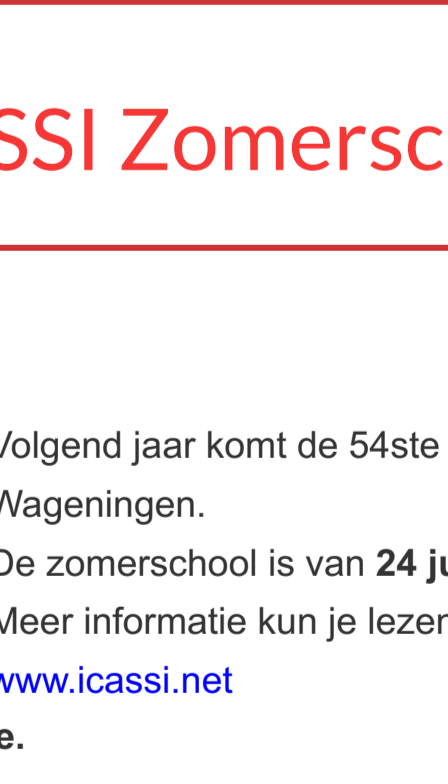 SSI Zomersc
Volgend jaar komt de 54ste
Wageningen.
De zomerschool is van 24 ju
Meer informatie kun je lezen
www.icassi.net
e.